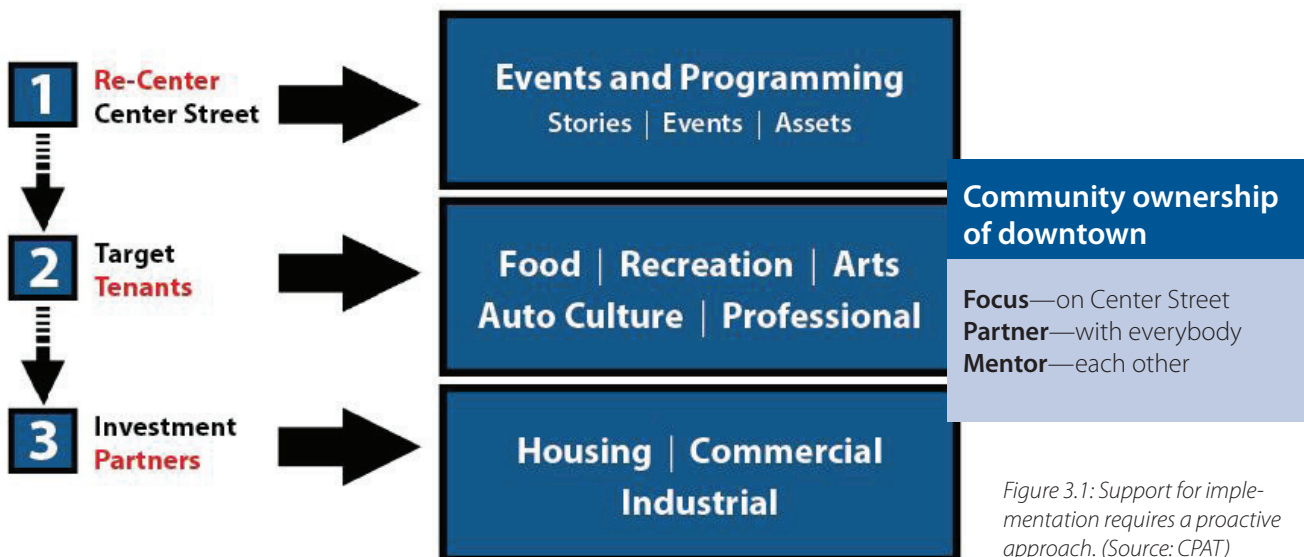 1
Re-Center
Center Street
Events and Programming
Stories | Events | Assets
2
Target
Tenants
Food | Recreation | Arts
Auto Culture | Professional
3
Investment
Partners
Housing | Commercial
Industrial
Community ownership
of downtown
Focus—on Center Street
Partner—with everybody
Mentor—each other
Figure 3.1: Support for imple-
mentation requires a proactive
approach. (Source: CPAT)